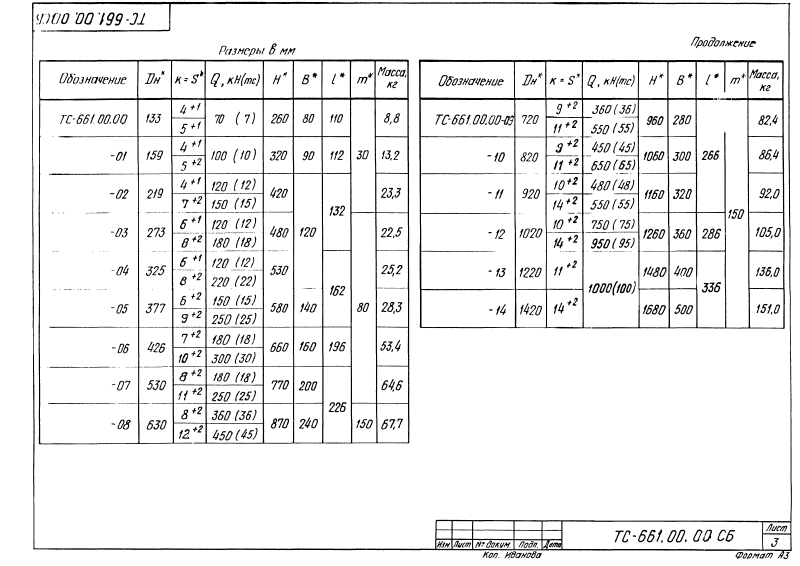 ТС-661.00.00СБ
Размеры в мм
Обозначение Dн* к=S* Q, кН(тс) H* B* l* m* Масса, кг
ТС-661.00.00 133 4+1 5+1 70 (7) 260 80 110 30 8,8
-01 159 4+1 5+2 100 (10) 320 90 112 13,2
-02 219 4+1 7+2 120 (12) 150 (15) 420 120 132 80 23,3
-03 273 6+1 8+2 120 (12) 180 (18) 480 22,5
-04 325 6+1 8+2 120 (12) 220 (22) 530 162 25,2
-05 377 6+2 9+2 150 (15) 250 (25) 580 140 28,3
-06 426 7+2 10+2 180 (18) 300 (30) 660 160 196 53,4
-07 530 8+2 11+2 180 (18) 250 (25) 770 200 226 64,6
-08 630 8+2 12+2 360 (36) 450 (45) 870 240 150 67,7
Продолжение
Обозначение Dн* к=S* Q, кН(тс) H* B* l* m* Масса, кг
ТС-661.00.00-09 720 9+2 11+2 360 (36) 550 (55) 960 280 266 150 82,4
-10 820 9+2 11+2 450 (45) 650 (65) 1060 300 86,4
-11 920 10+2 14+2 480 (48) 550 (55) 1160 320 92,0
-12 1020 10+2 14+2 750 (75) 950 (95) 1260 360 286 105,0
-13 1220 11+2 1000(100) 1480 400 336 136,0
-14 1420 14+2 1680 500 151,0
Изм Лист № докум. Подп. Дата
ТС-661.00.00 СБ
Лист
3
Коп. Иванова
Формат А3